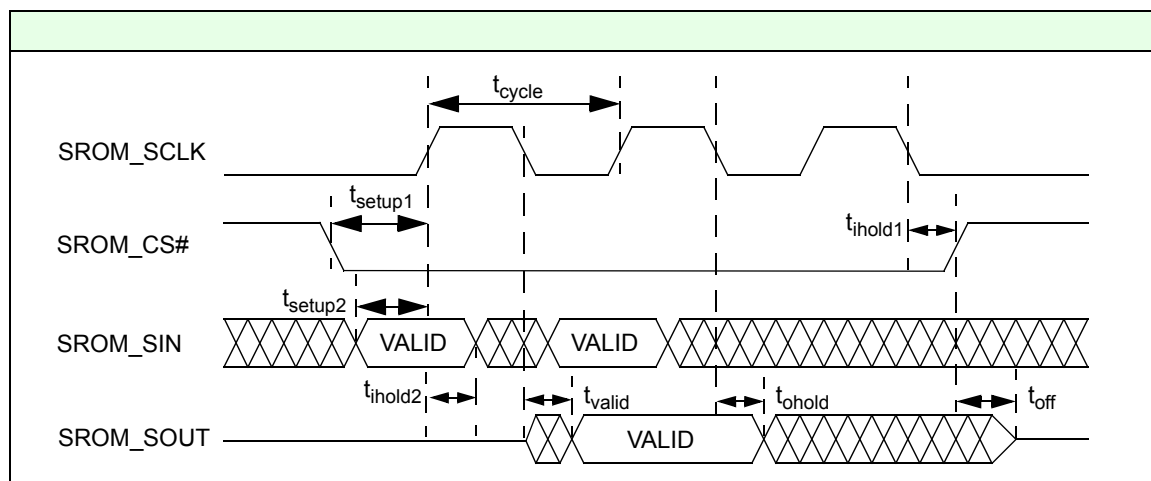 tcycle
SROM_SCLK
tsetup1
SROM_CS#
tihold1
tsetup2
SROM_SIN
VALID
VALID
tihold2
tvalid
tohold
toff
SROM_SOUT
VALID